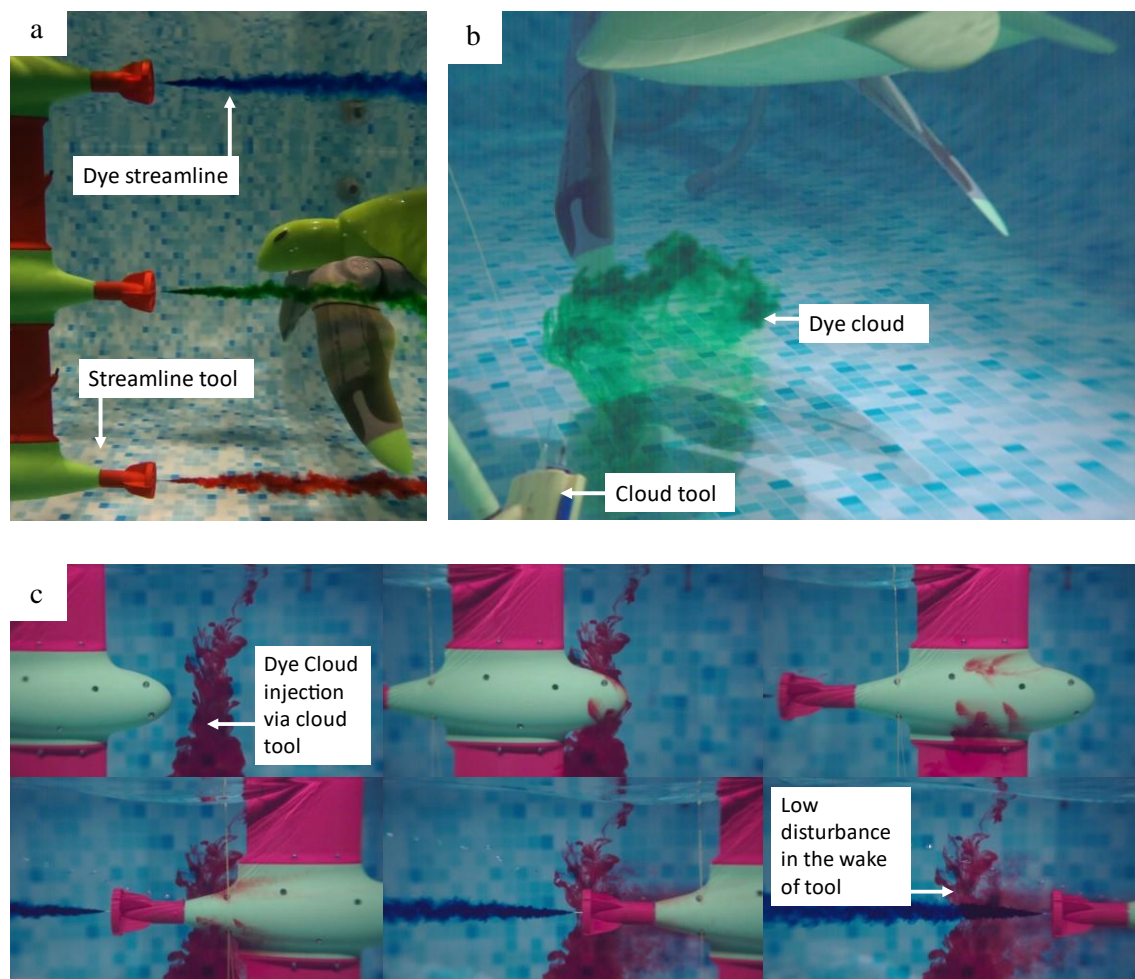 a
b
Dye streamline
Streamline tool
Dye cloud
Cloud tool
c
Dye Cloud
injection
via cloud
tool
Low
disturbance
in the wake
of tool